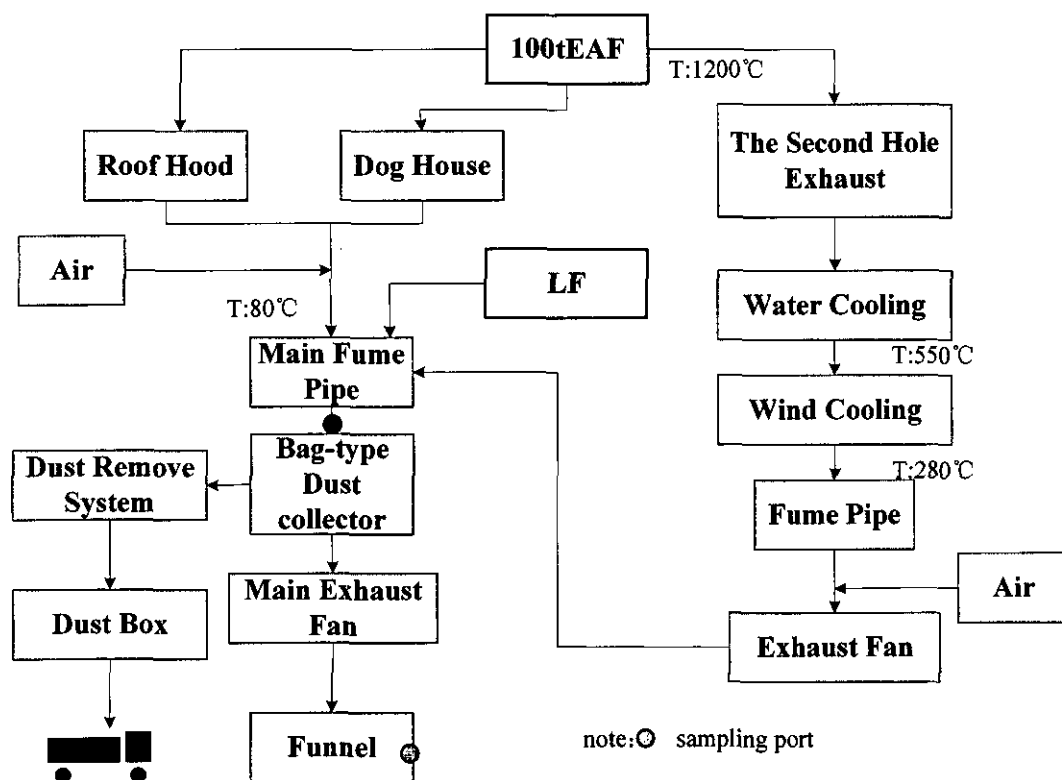 100tEAF
T:1200℃
Roof Hood
Dog House
The Second Hole
Exhaust
Air
LF
Water Cooling
T:80℃
T:550℃
Main Fume
Pipe
Wind Cooling
T:280℃
Dust Remove
System
Bag-type
Dust
collector
Fume Pipe
Air
Main Exhaust
Fan
Dust Box
Exhaust Fan
Funnel
note: sampling port